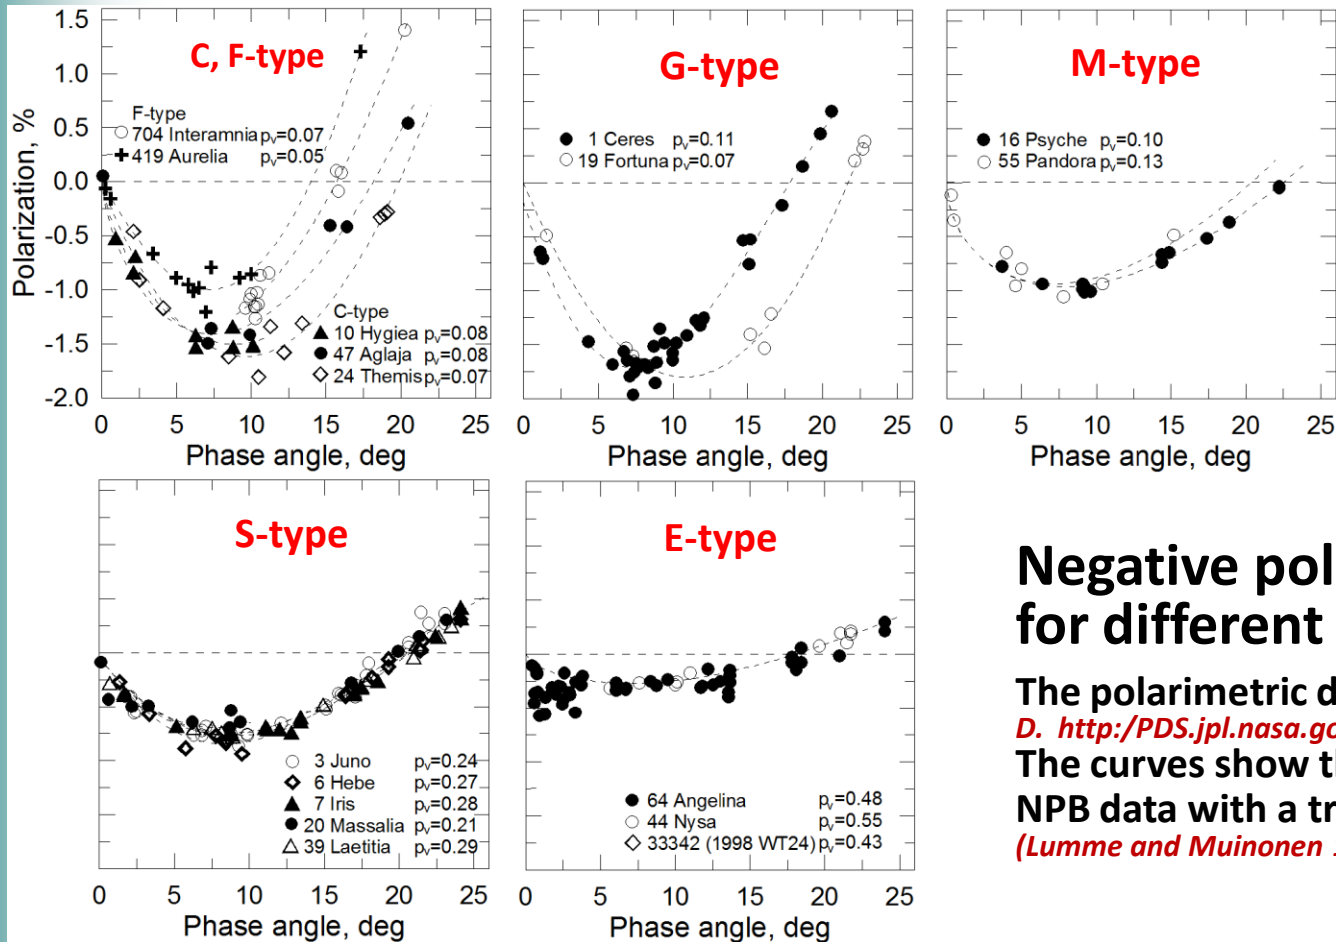 C, F-type
G-type
M-type
Polarization, %
1.5
1.0
0.5
0.0
-0.5
-1.0
-1.5
-2.0
F-type
704 Interamnia pv=0.07
419 Aurelia pv=0.05
C-type
10 Hygiea pv=0.08
47 Aglaja pv=0.08
24 Themis pv=0.07
0 5 10 15 20 25
Phase angle, deg
1 Ceres pv=0.11
19 Fortuna pv=0.07
0 5 10 15 20 25
Phase angle, deg
16 Psyche pv=0.10
55 Pandora pv=0.13
0 5 10 15 20 25
Phase angle, deg
S-type
3 Juno pv=0.24
6 Hebe pv=0.27
7 Iris pv=0.28
20 Massalia pv=0.21
39 Laetitia pv=0.29
0 5 10 15 20 25
Phase angle, deg
E-type
64 Angelina pv=0.48
44 Nysa pv=0.55
33342 (1998 WT24) pv=0.43
0 5 10 15 20 25
Phase angle, deg
Negative pol
for different
The polarimetric d
D. http:/PDS.jpl.nasa.go
The curves show th
NPB data with a tr
(Lumme and Muinonen